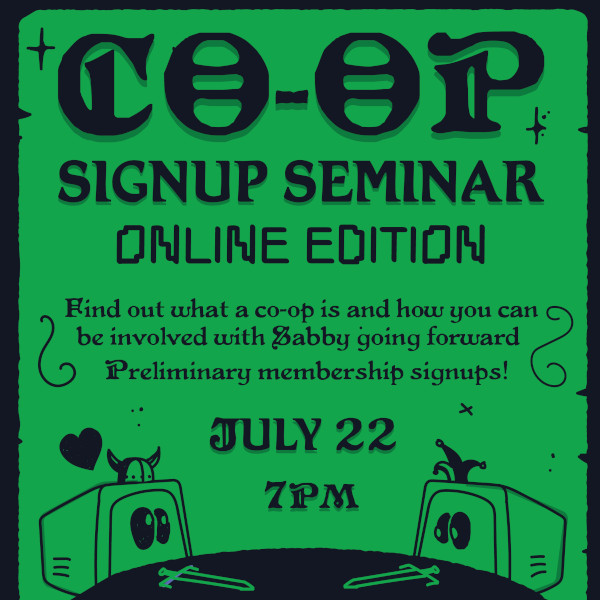 CO-OP
SIGNUP SEMINAR
ONLINE EDITION
Find out what a co-op is and how you can
be involved with Sabby going forward
Preliminary membership signups!
JULY 22
7PM